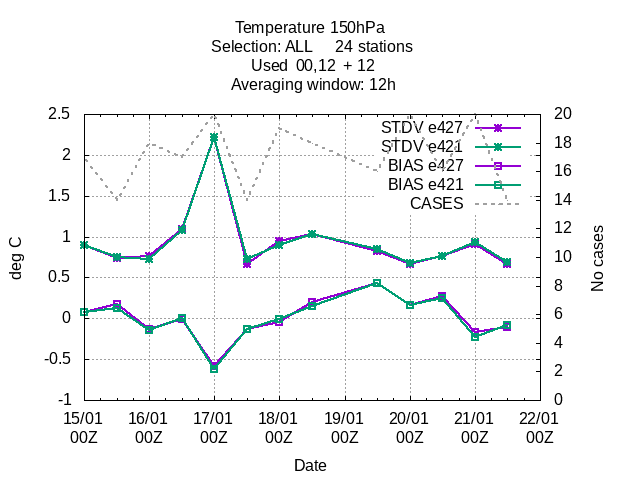 Temperature 150hPa
Selection: ALL 24 stations
Used 00,12 + 12
Averaging window: 12h
STDV e427
STDV e421
BIAS e427
BIAS e421
CASES
deg C
2.5
2
1.5
1
0.5
0
-0.5
-1
No cases
20
18
16
14
12
10
8
6
4
2
0
15/01 16/01 17/01 18/01 19/01 20/01 21/01 22/01
00Z 00Z 00Z 00Z 00Z 00Z 00Z 00Z
Date